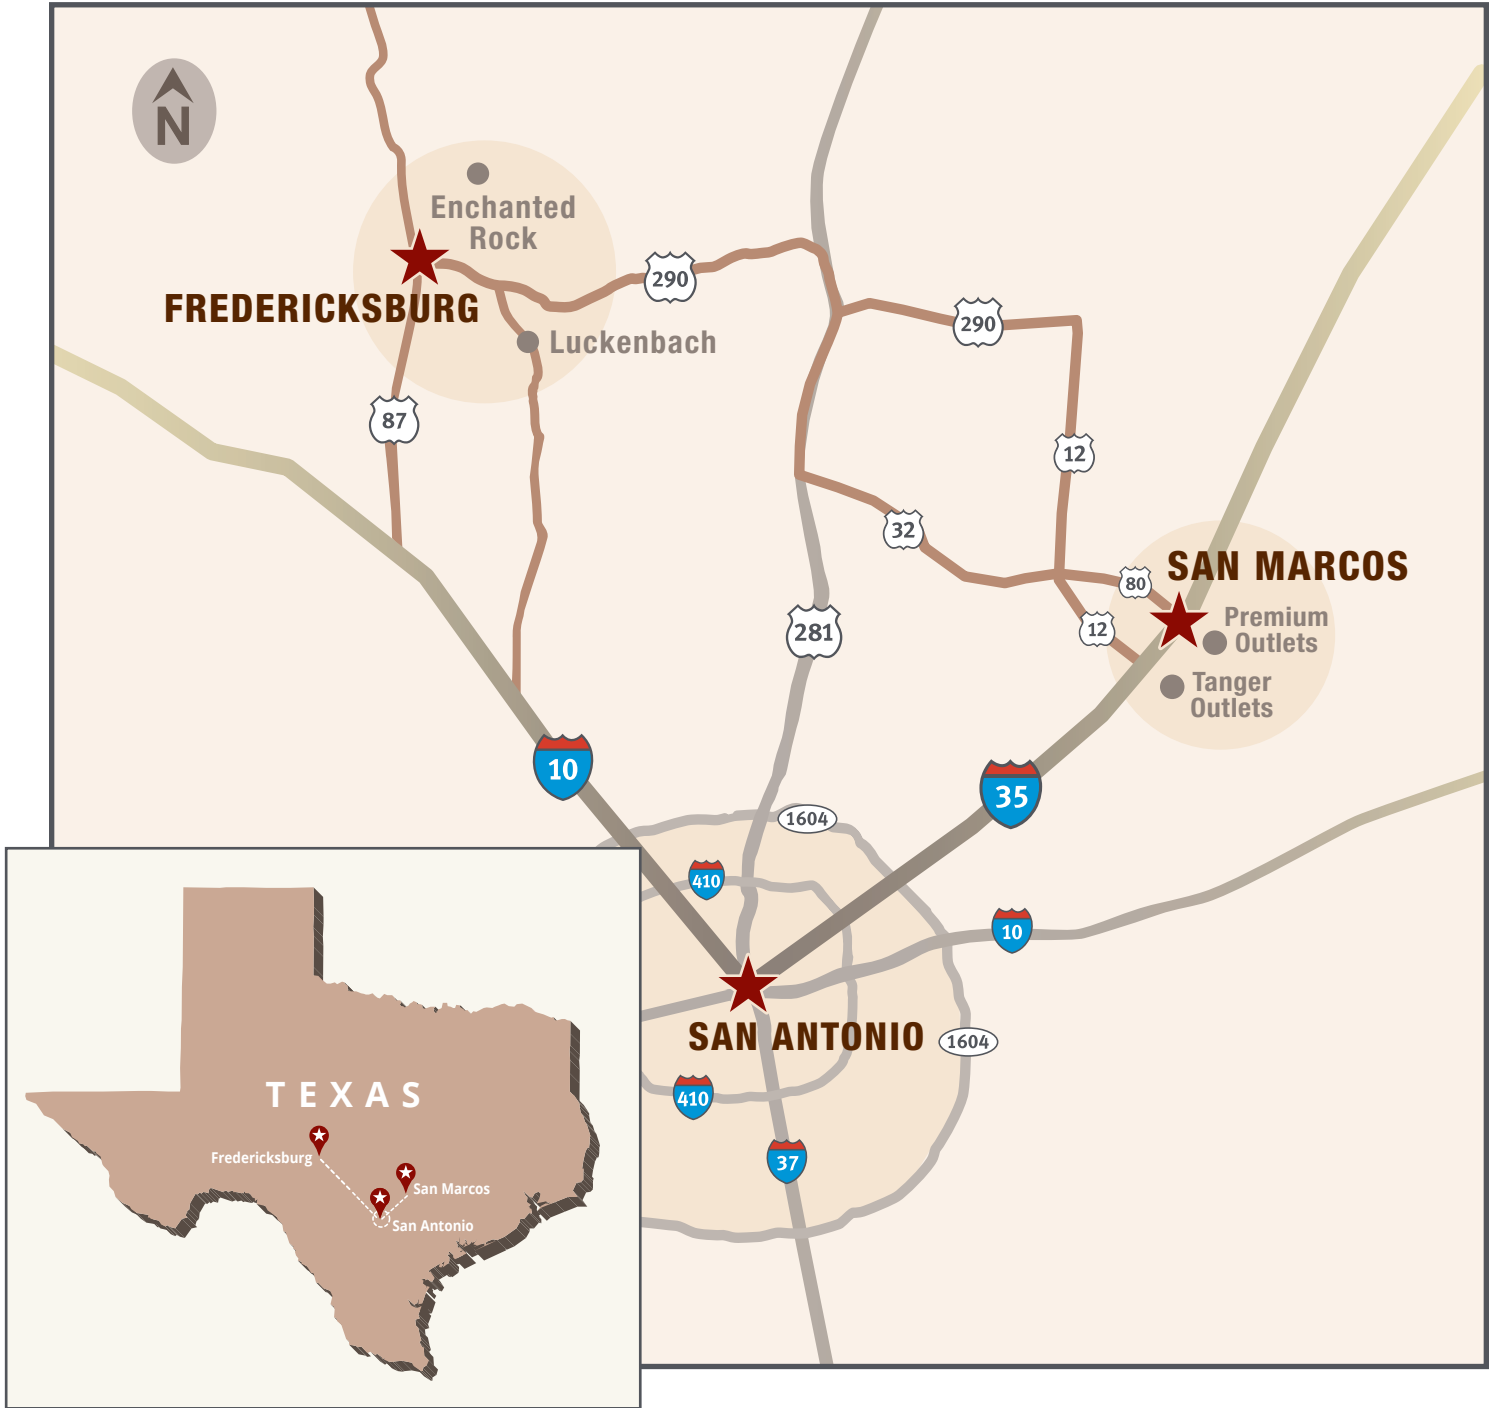 N
Enchanted
Rock
FREDERICKSBURG
290
290
Luckenbach
87
12
32
SAN MARCOS
80
Premium
Outlets
12
281
Tanger
Outlets
10
35
1604
410
10
SAN ANTONIO
1604
410
37
TEXAS
Fredericksburg
San Marcos
San Antonio